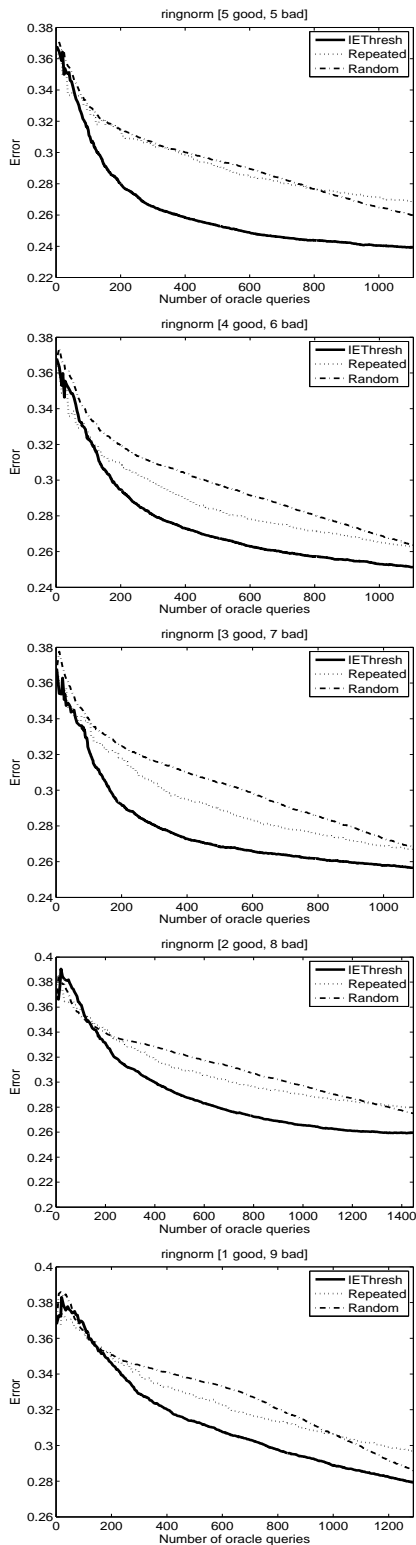 ringnorm [5 good, 5 bad]
0.38
0.36
0.34
0.32
0.3
0.28
0.26
0.24
0.22
Error
IEThresh
Repeated
Random
0 200 400 600 800 1000
Number of oracle queries
ringnorm [4 good, 6 bad]
0.38
0.36
0.34
0.32
0.3
0.28
0.26
0.24
Error
IEThresh
Repeated
Random
0 200 400 600 800 1000
Number of oracle queries
ringnorm [3 good, 7 bad]
0.38
0.36
0.34
0.32
0.3
0.28
0.26
0.24
Error
IEThresh
Repeated
Random
0 200 400 600 800 1000
Number of oracle queries
ringnorm [2 good, 8 bad]
0.4
0.38
0.36
0.34
0.32
0.3
0.28
0.26
0.24
0.22
0.2
Error
IEThresh
Repeated
Random
0 200 400 600 800 1000 1200 1400
Number of oracle queries
ringnorm [1 good, 9 bad]
0.4
0.38
0.36
0.34
0.32
0.3
0.28
0.26
Error
IEThresh
Repeated
Random
0 200 400 600 800 1000 1200
Number of oracle queries